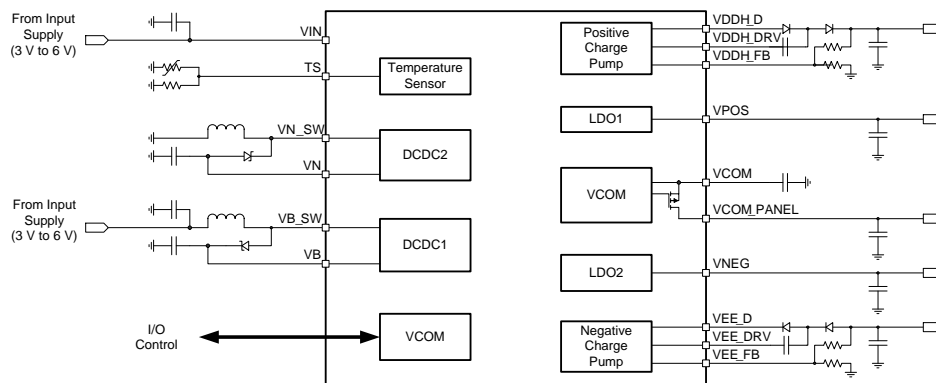 From Input
Supply
(3 V to 6 V)
VIN
TS
Temperature
Sensor
VN_SW
VN
DCDC2
From Input
Supply
(3 V to 6 V)
VB_SW
VB
DCDC1
I/O
Control
VCOM
Positive
Charge
Pump
VDDH_D
VDDH_DRV
VDDH_FB
LDO1
VPOS
VCOM
VCOM
VCOM_PANEL
LDO2
VNEG
Negative
Charge
Pump
VEE_D
VEE_DRV
VEE_FB